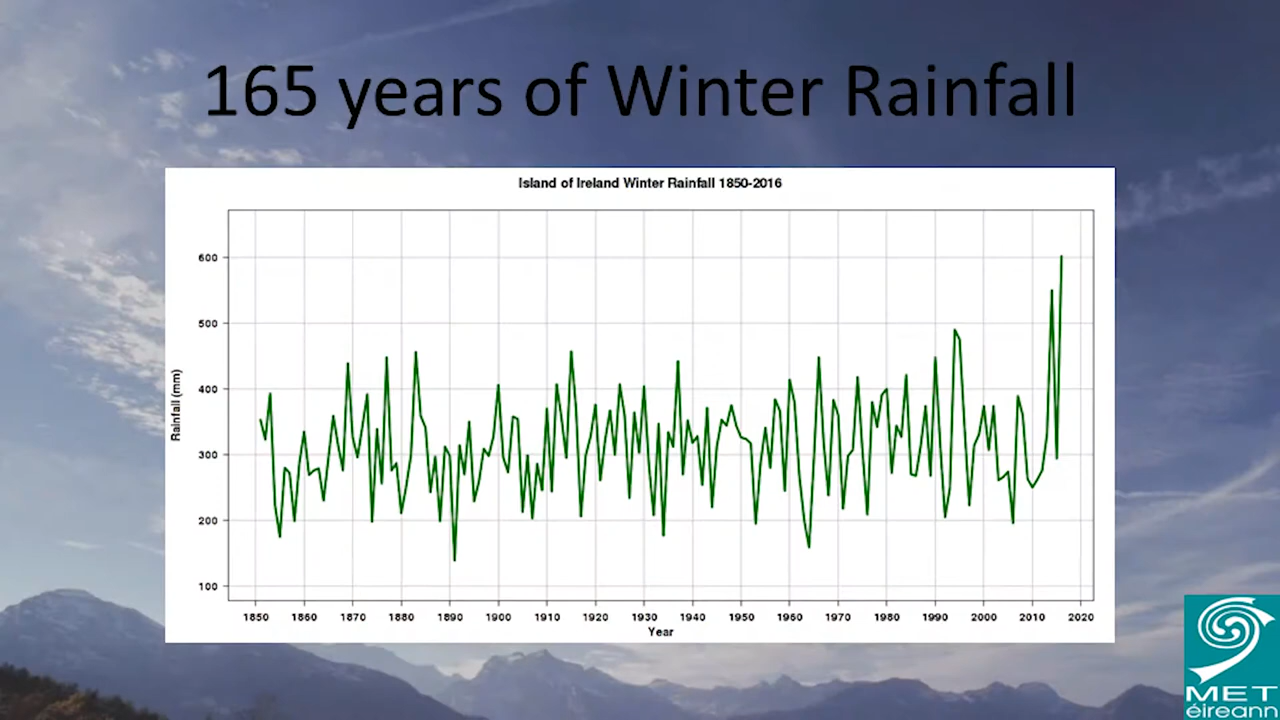 165 years of Winter Rainfall
Island of Ireland Winter Rainfall 1850-2016
600
500
400
300
200
100
Rainfall (mm)
1850 1860 1870 1880 1890 1900 1910 1920 1930 1940 1950 1960 1970 1980 1990 2000 2010 2020
Year
MET
éireann